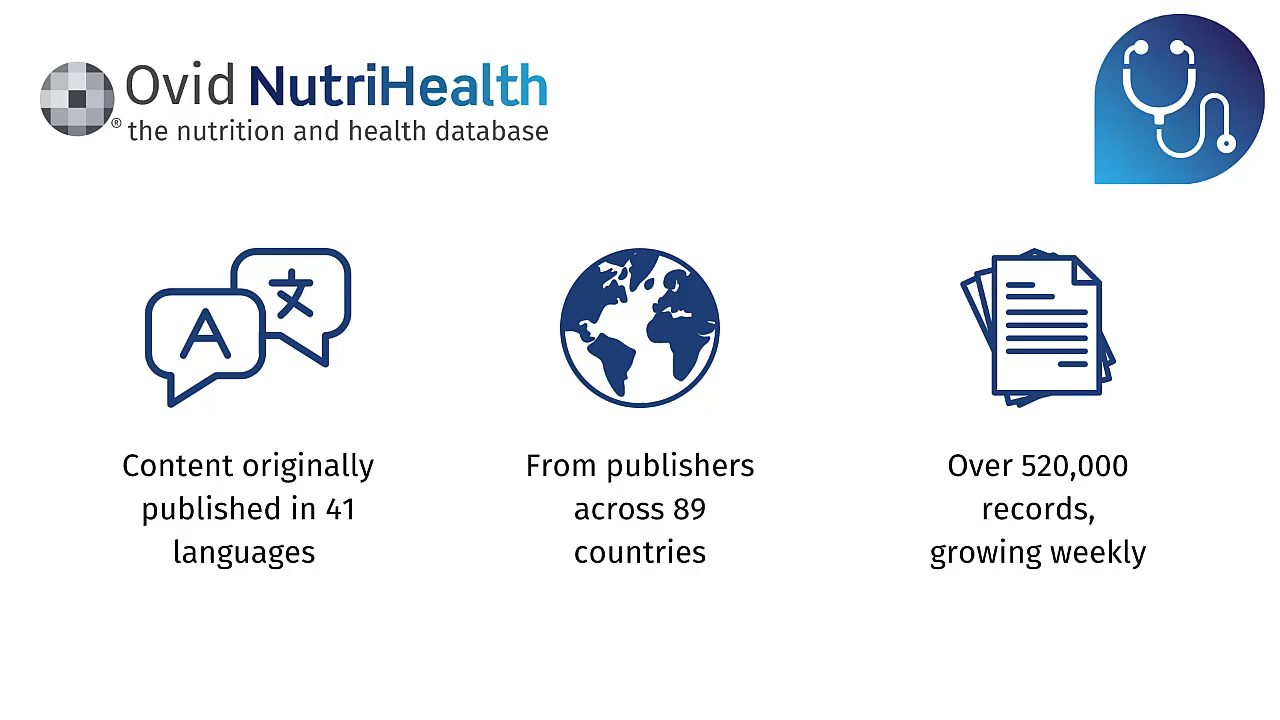 Ovid NutriHealth
® the nutrition and health database
A
文
Content originally
published in 41
languages
From publishers
across 89
countries
Over 520,000
records,
growing weekly